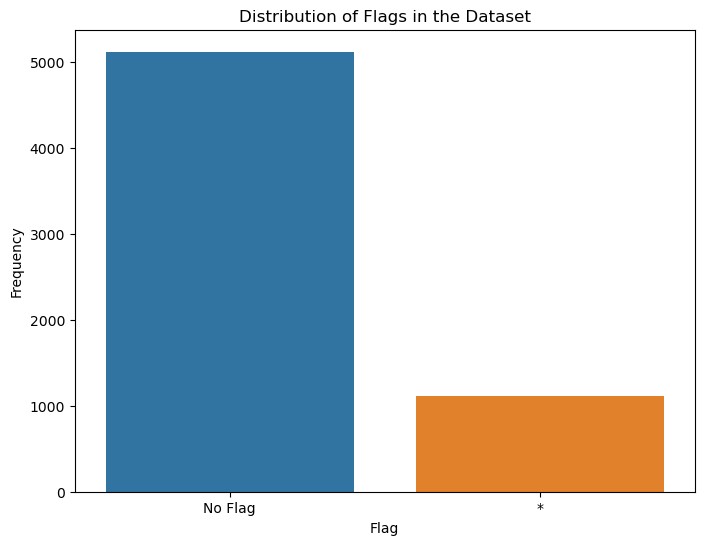 Distribution of Flags in the Dataset
5000
4000
3000
2000
1000
0
Frequency
No Flag
*
Flag